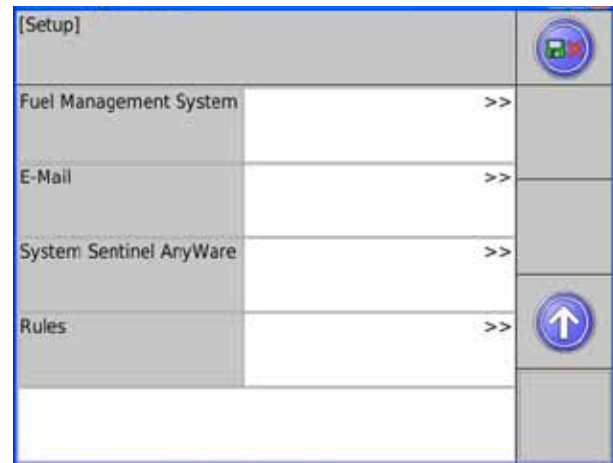 [Setup]
Fuel Management System >>
E-Mail >>
System Sentinel AnyWare >>
Rules >>